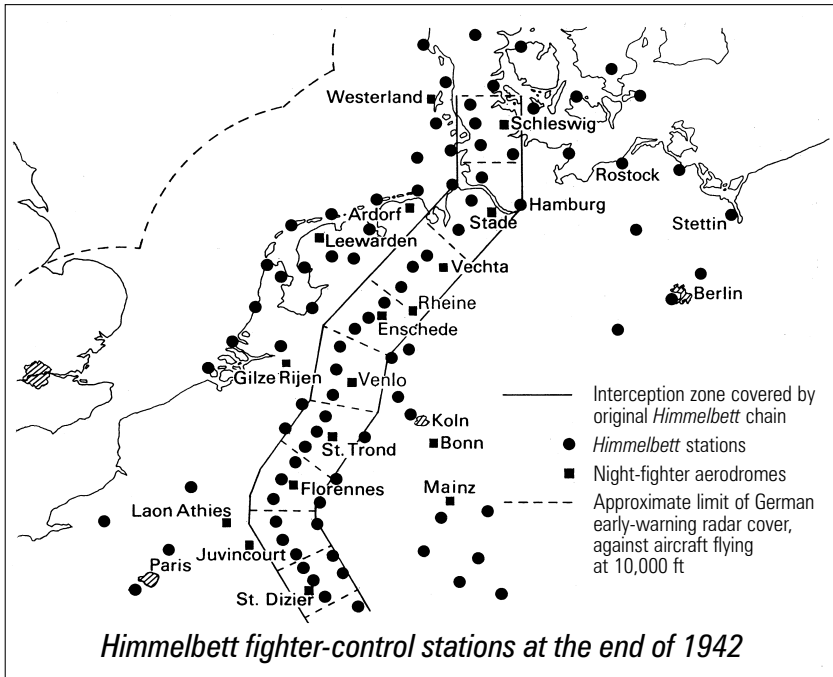 Westerland
Schleswig
Rostock
Hamburg
Ardorf
Stade
Stettin
Leewarden
Vechta
Berlin
Rheine
Enschede
Gilze Rijen
Venlo
Koln
St. Trond
Bonn
Florennes
Mainz
Laon Athies
Juvincourt
Paris
St. Dizier
Interception zone covered by
original Himmelbett chain
Himmelbett stations
Night-fighter aerodromes
Approximate limit of German
early-warning radar cover,
against aircraft flying
at 10,000 ft
Himmelbett fighter-control stations at the end of 1942